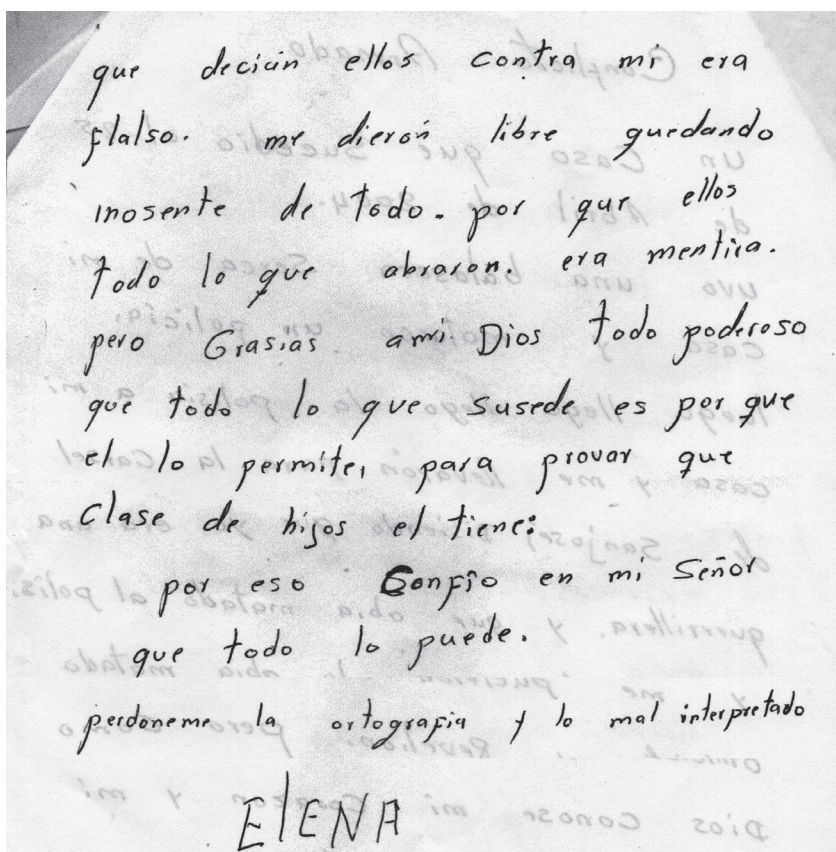 que decian ellos contra mi era
flalso. me dierón libre quedando
inosente de todo. por que ellos
todo lo que abraron. era mentira.
pero Grasias ami Dios todo poderoso
que todo lo que susede es por que
el lo permite, para provar que
Clase de hijos el tiene:
por eso Confio en mi Señor
que todo lo puede.
perdoneme la ortografia y lo mal interpretado
ElENA